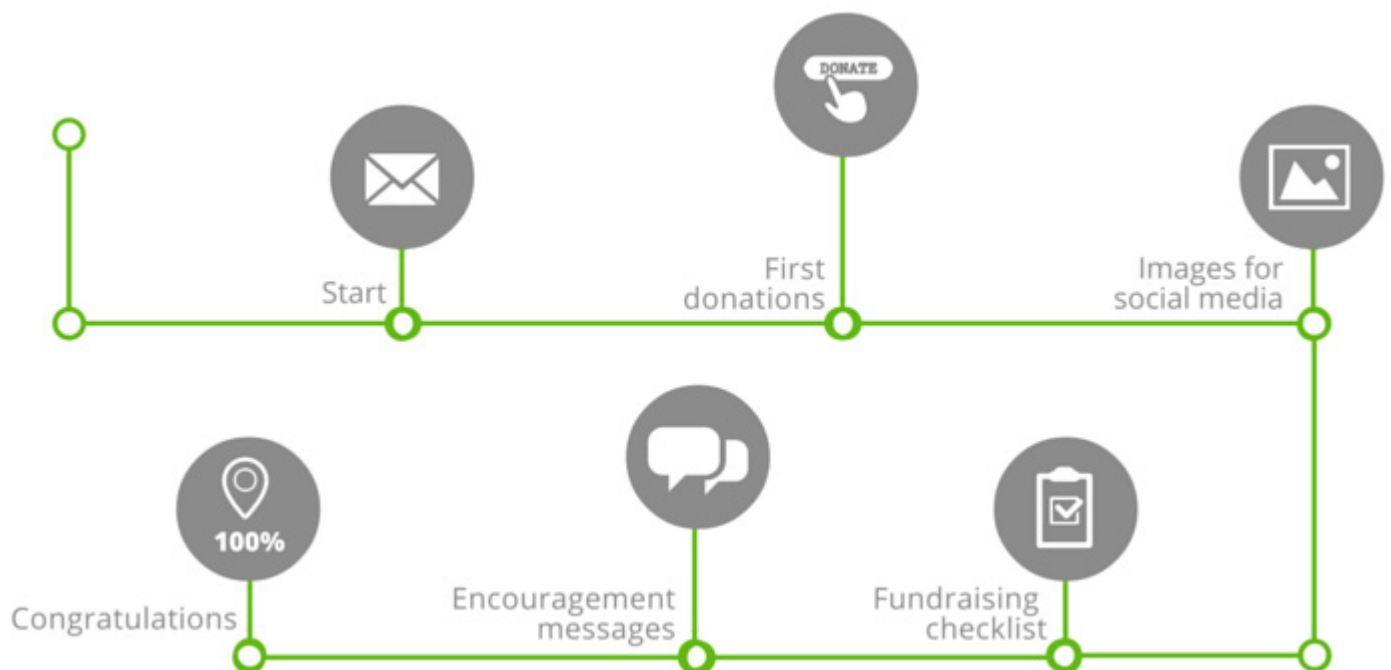 DONATE
Start
First
donations
Images for
social media
100%
Congratulations
Encouragement
messages
Fundraising
checklist